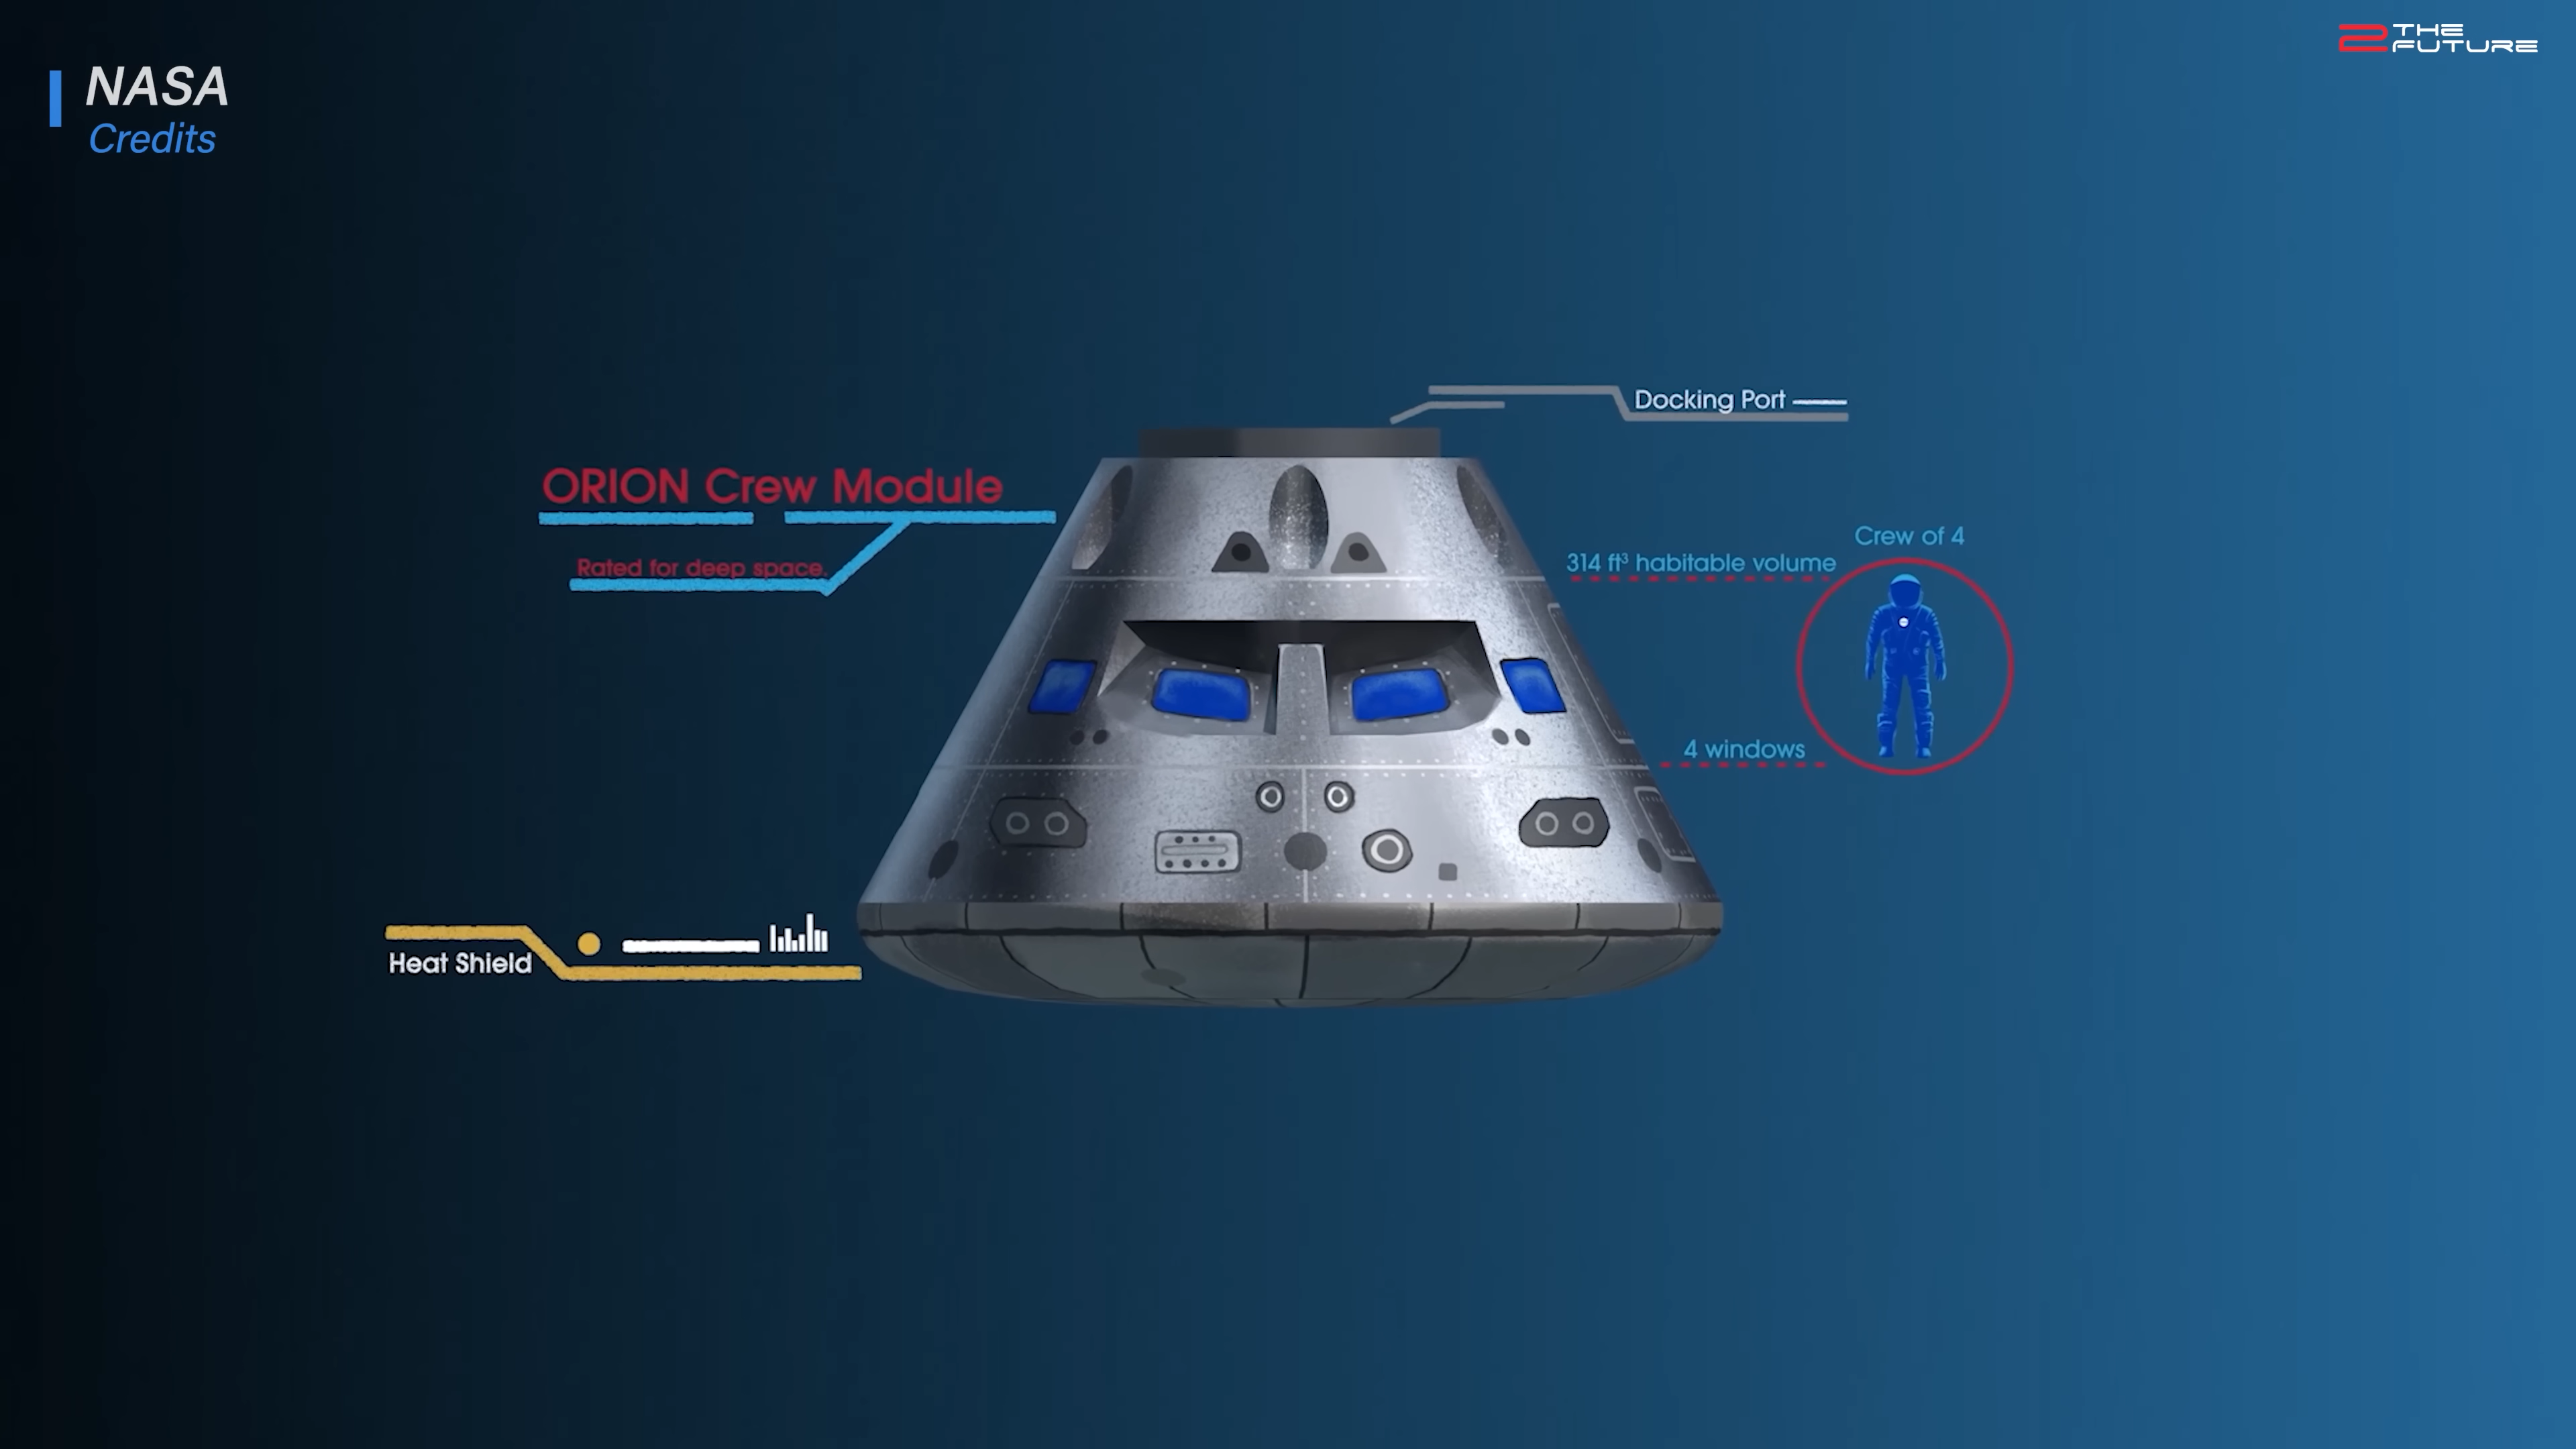 NASA
Credits
2 THE
FUTURE
Docking Port
ORION Crew Module
Rated for deep space.
Crew of 4
314 ft³ habitable volume
4 windows
Heat Shield